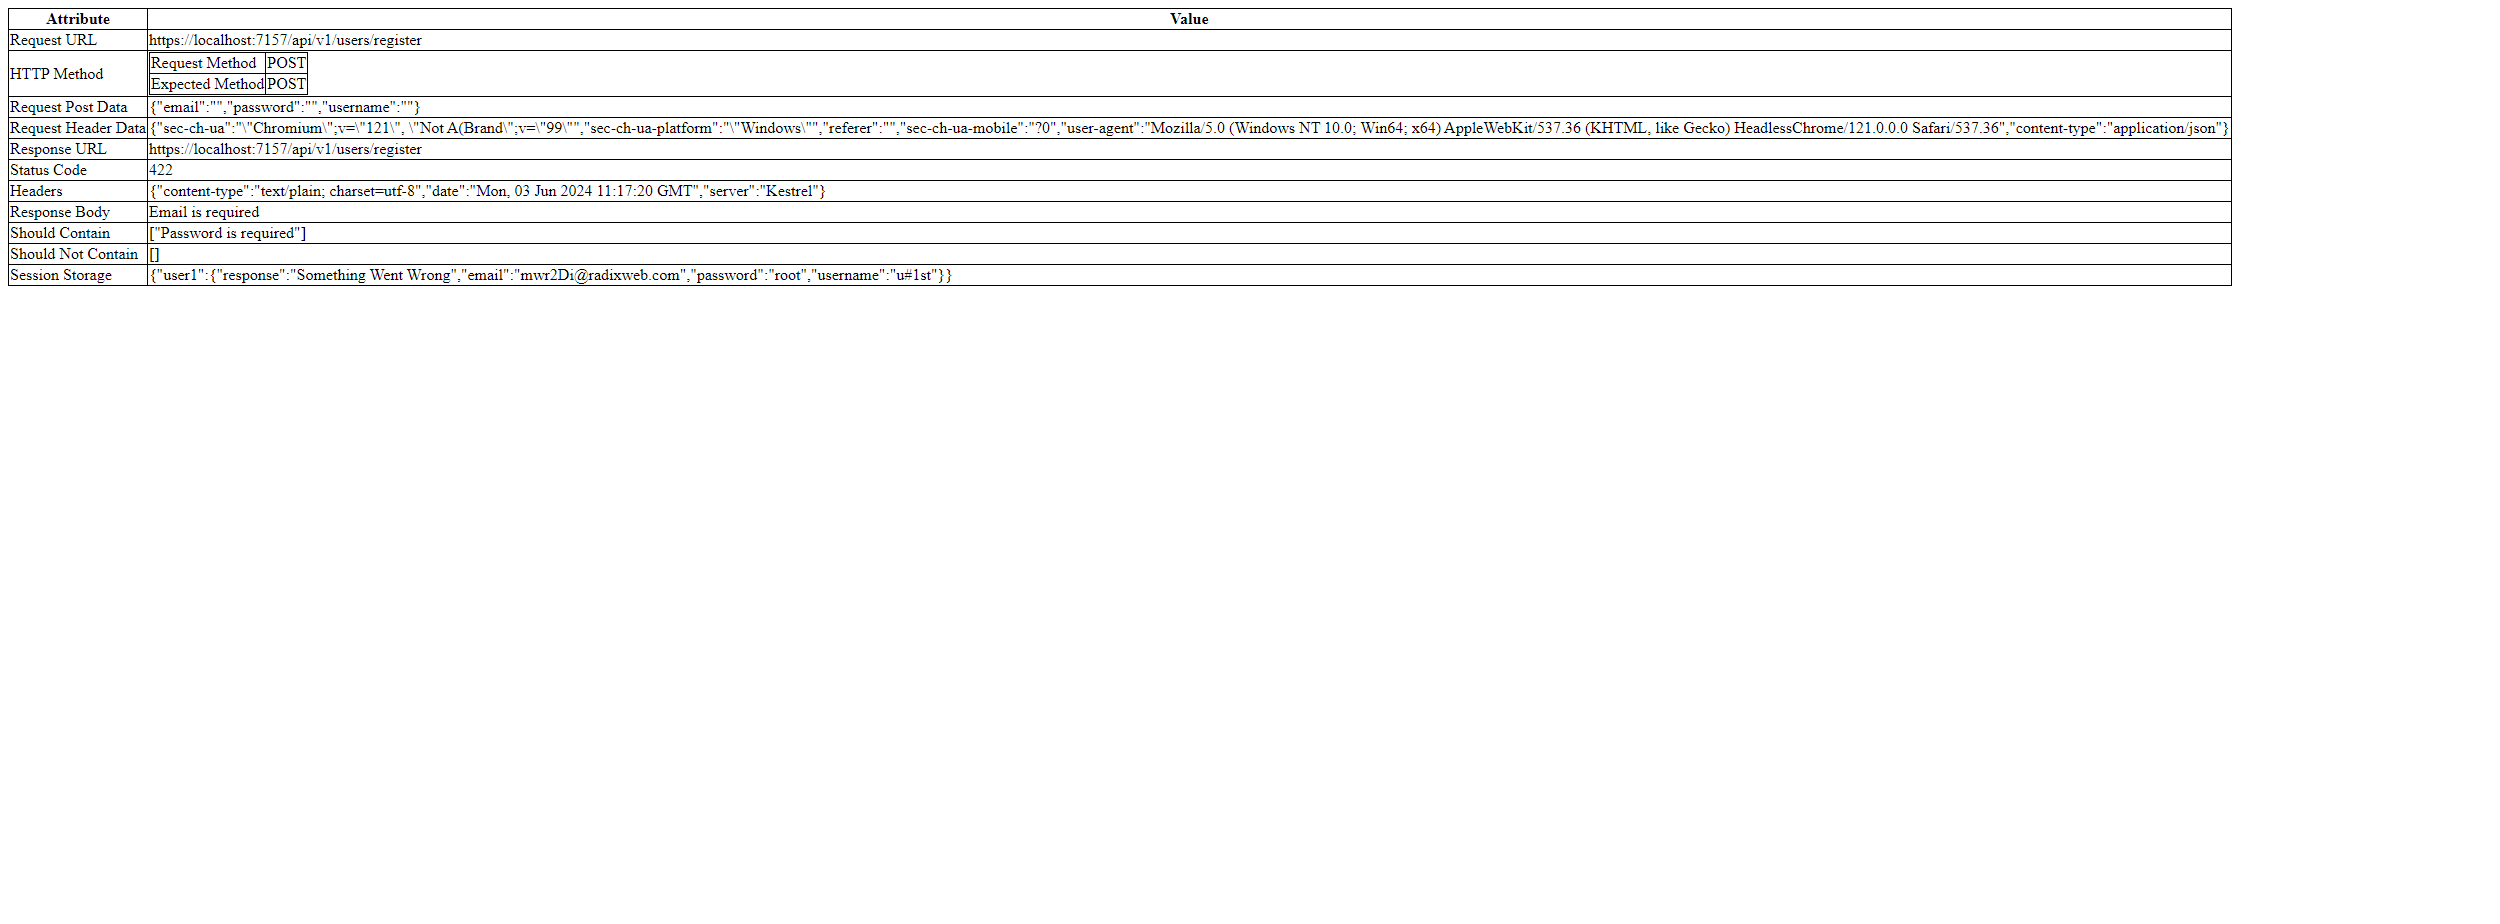 Attribute Value
Request URL https://localhost:7157/api/v1/users/register
HTTP Method
Request Method POST
Expected Method POST
Request Post Data {"email":"","password":"","username":""}
Request Header Data {"sec-ch-ua":"\"Chromium\";v=\"121\", \"Not A(Brand\";v=\"99\"","sec-ch-ua-platform":"\"Windows\"","referer":"","sec-ch-ua-mobile":"?0","user-agent":"Mozilla/5.0 (Windows NT 10.0; Win64; x64) AppleWebKit/537.36 (KHTML, like Gecko) HeadlessChrome/121.0.0.0 Safari/537.36","content-type":"application/json"}
Response URL https://localhost:7157/api/v1/users/register
Status Code 422
Headers {"content-type":"text/plain; charset=utf-8","date":"Mon, 03 Jun 2024 11:17:20 GMT","server":"Kestrel"}
Response Body Email is required
Should Contain ["Password is required"]
Should Not Contain []
Session Storage {"user1":{"response":"Something Went Wrong","email":"mwr2Di@radixweb.com","password":"root","username":"u#1st"}}